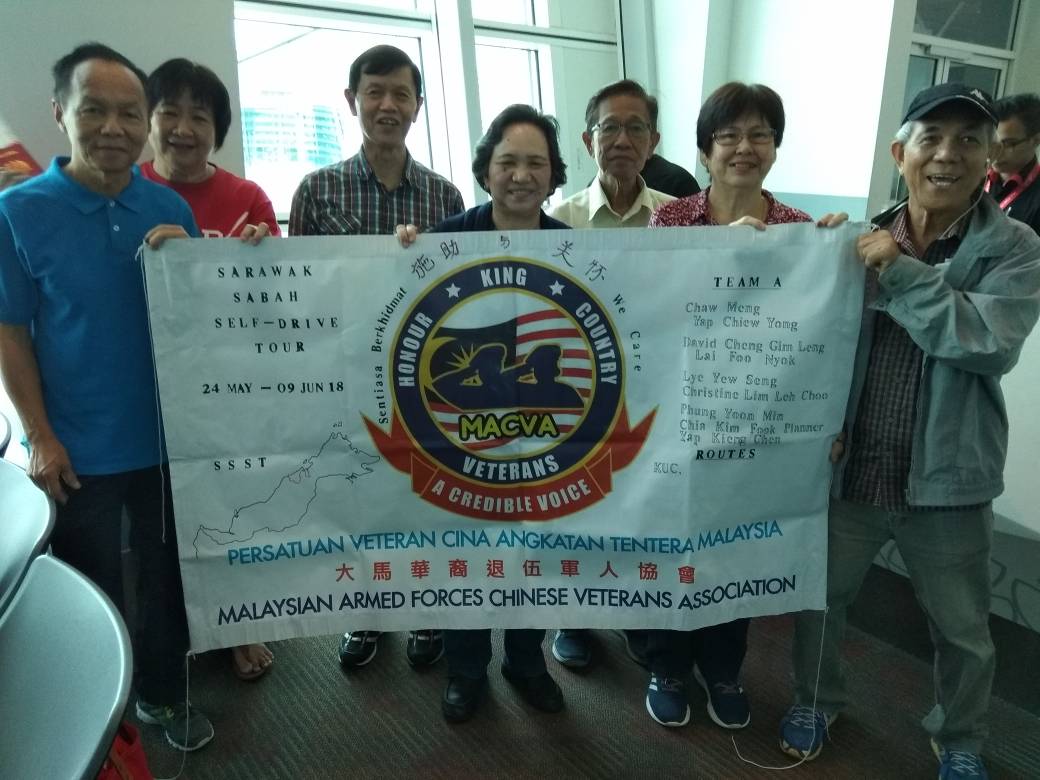 SARAWAK
SABAH
SELF-DRIVE
TOUR
24 MAY - 09 JUN 18
SSST
施助与关怀
Sentiasa Berkhidmat
We Care
HONOUR ★ KING ★ COUNTRY
MACVA
VETERANS
A CREDIBLE VOICE
TEAM A
Chaw Meng
Yap Chiew Yong
David Cheng Gim Leng
Lai Foo Nyok
Lye Yew Seng
Christine Lim Leh Choo
Phung Yoon Min
Chia Kim Fook Planner
Yap Kieng Chen
ROUTES
KUC,
PERSATUAN VETERAN CINA ANGKATAN TENTERA MALAYSIA
大馬華裔退伍軍人協會
MALAYSIAN ARMED FORCES CHINESE VETERANS ASSOCIATION